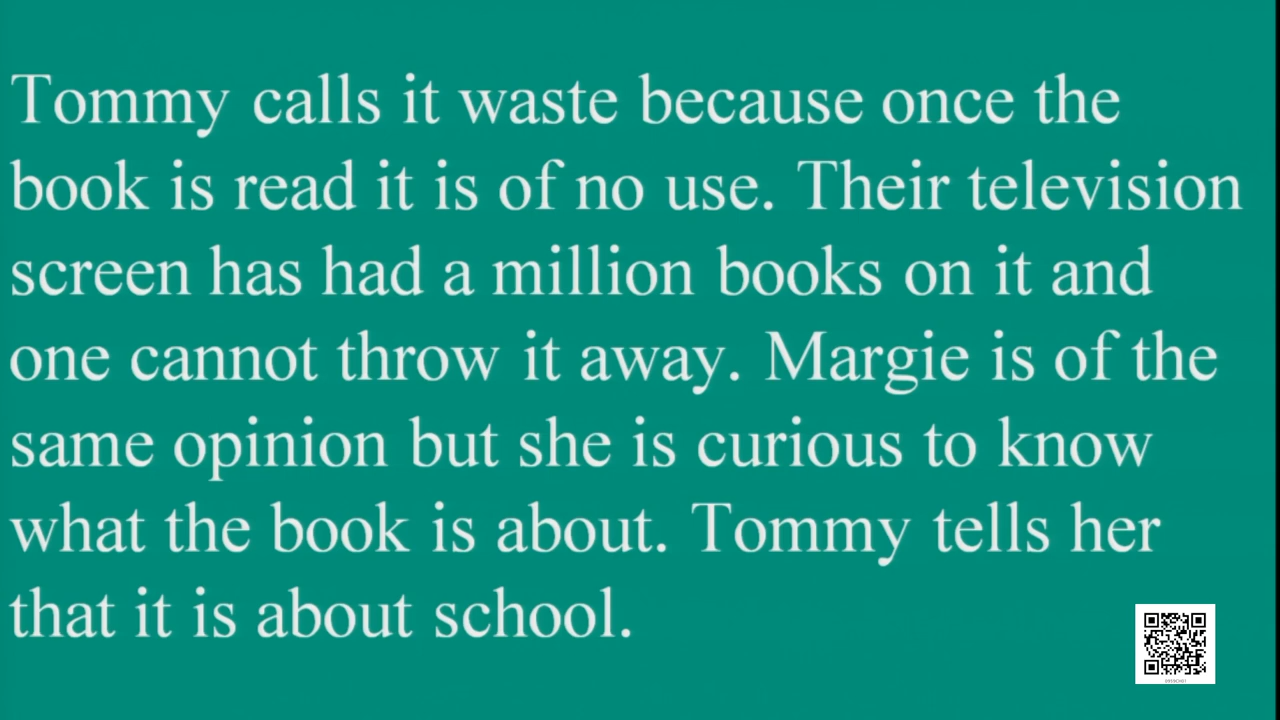 Tommy calls it waste because once the
book is read it is of no use. Their television
screen has had a million books on it and
one cannot throw it away. Margie is of the
same opinion but she is curious to know
what the book is about. Tommy tells her
that it is about school.